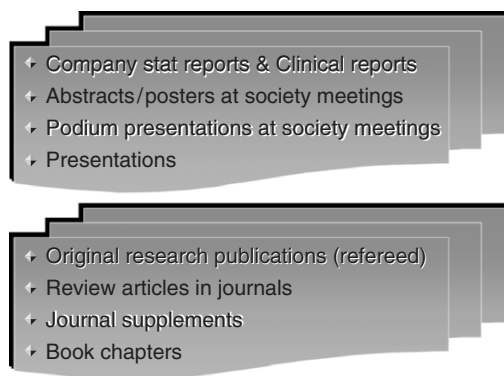 Company stat reports & Clinical reports
Abstracts/posters at society meetings
Podium presentations at society meetings
Presentations
Original research publications (refereed)
Review articles in journals
Journal supplements
Book chapters